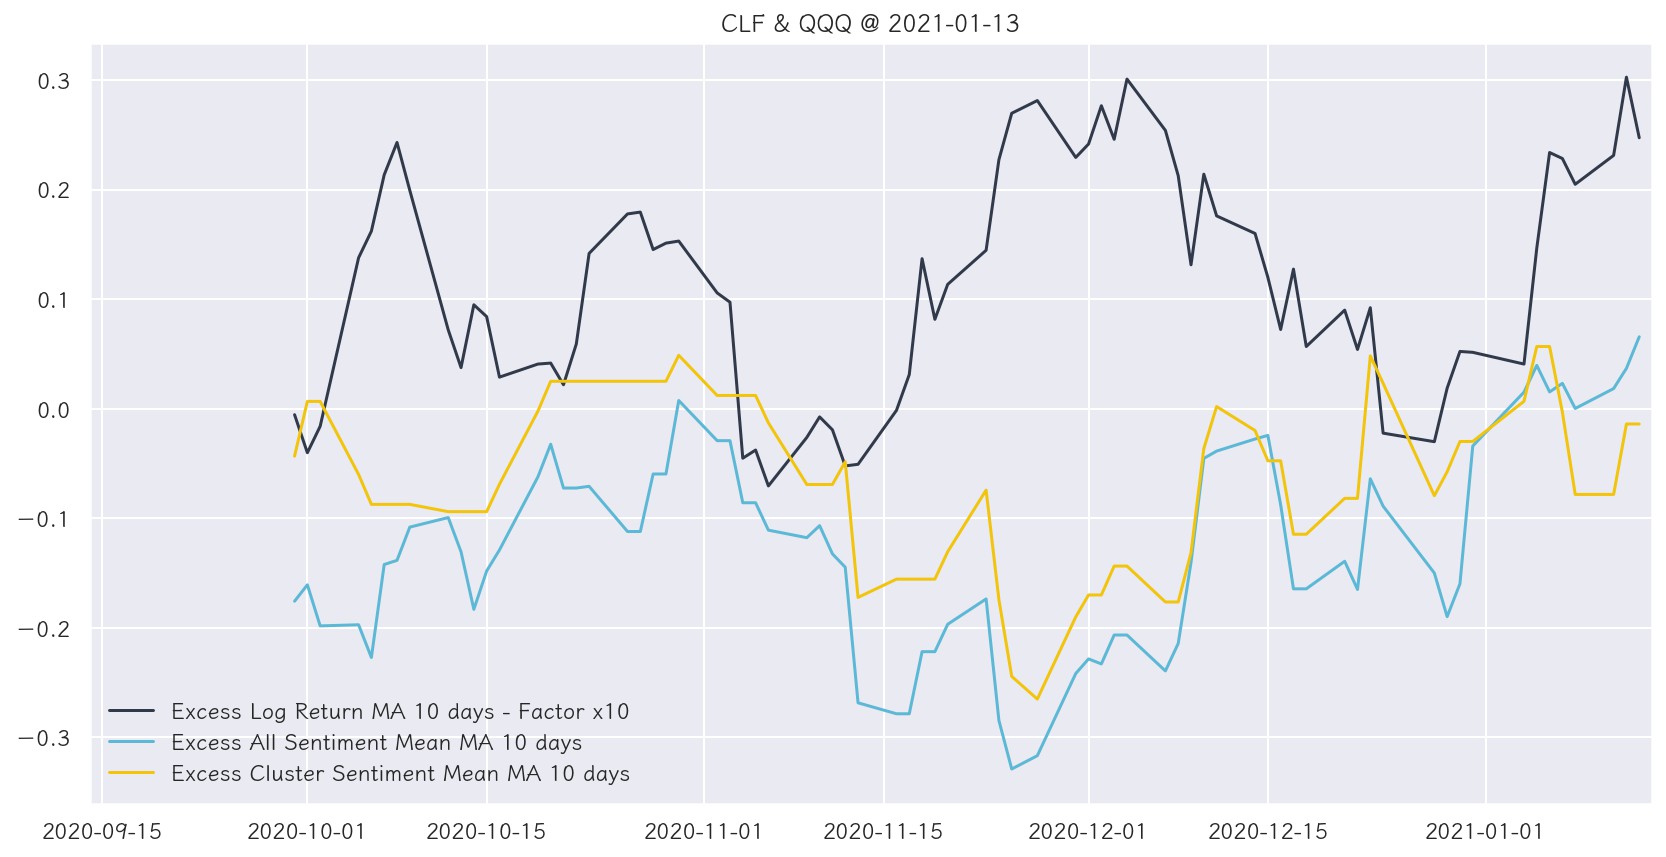 CLF & QQQ @ 2021-01-13
0.3
0.2
0.1
0.0
−0.1
−0.2
−0.3
Excess Log Return MA 10 days - Factor x10
Excess All Sentiment Mean MA 10 days
Excess Cluster Sentiment Mean MA 10 days
2020-09-15 2020-10-01 2020-10-15 2020-11-01 2020-11-15 2020-12-01 2020-12-15 2021-01-01